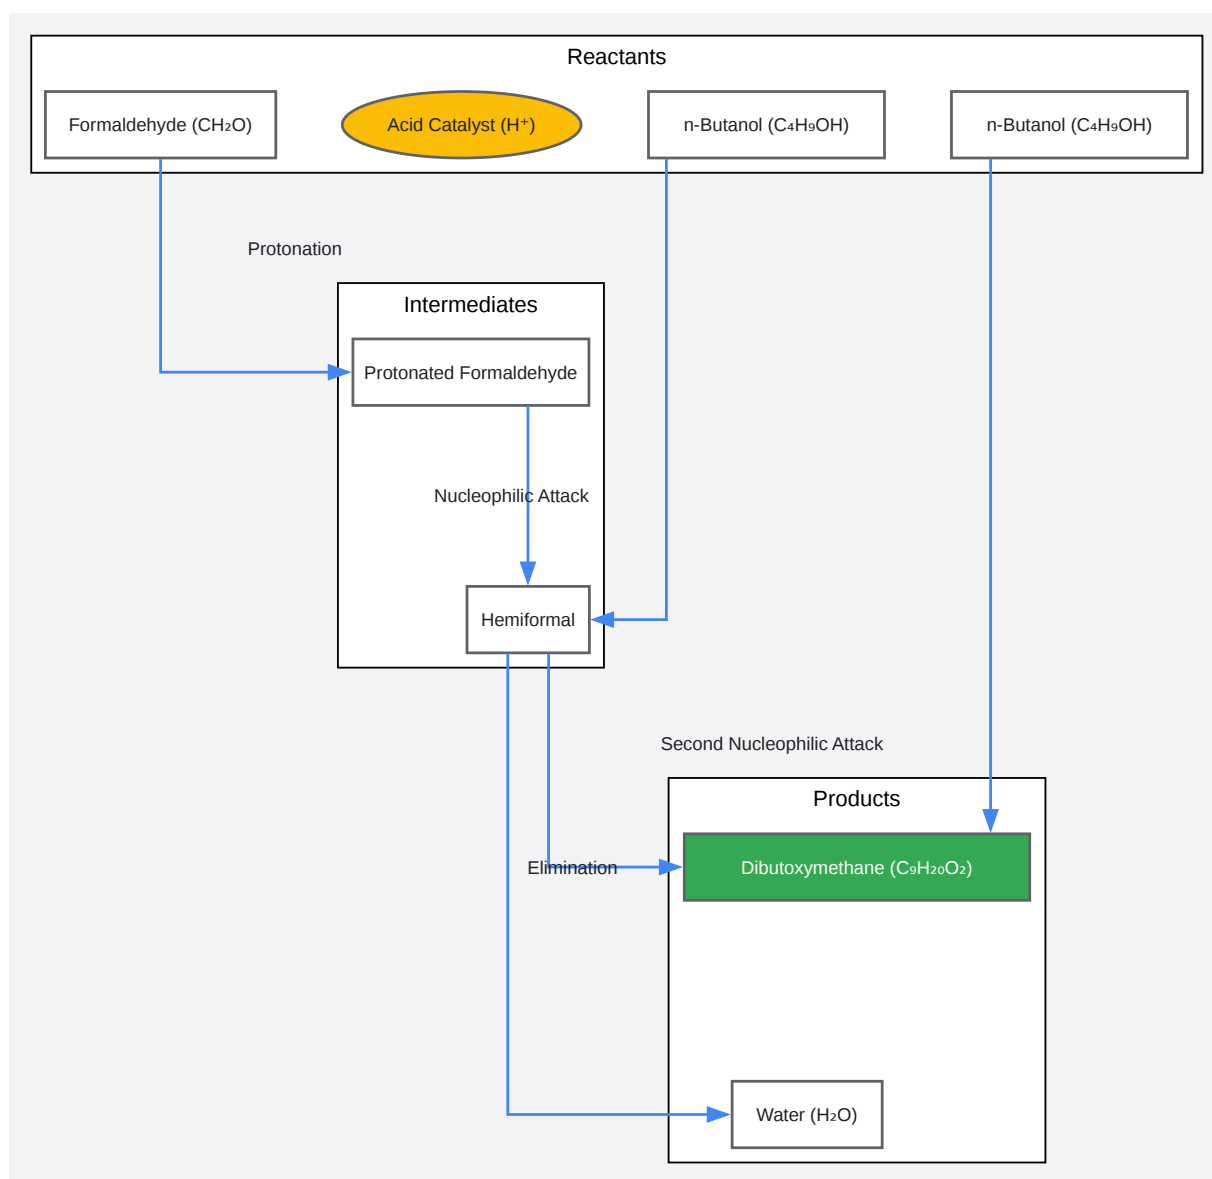 Reactants
Formaldehyde (CH₂O)
Acid Catalyst (H⁺)
n-Butanol (C₄H₉OH)
n-Butanol (C₄H₉OH)
Protonation
Intermediates
Protonated Formaldehyde
Nucleophilic Attack
Hemiformal
Second Nucleophilic Attack
Products
Elimination
Dibutoxymethane (C₉H₂₀O₂)
Water (H₂O)